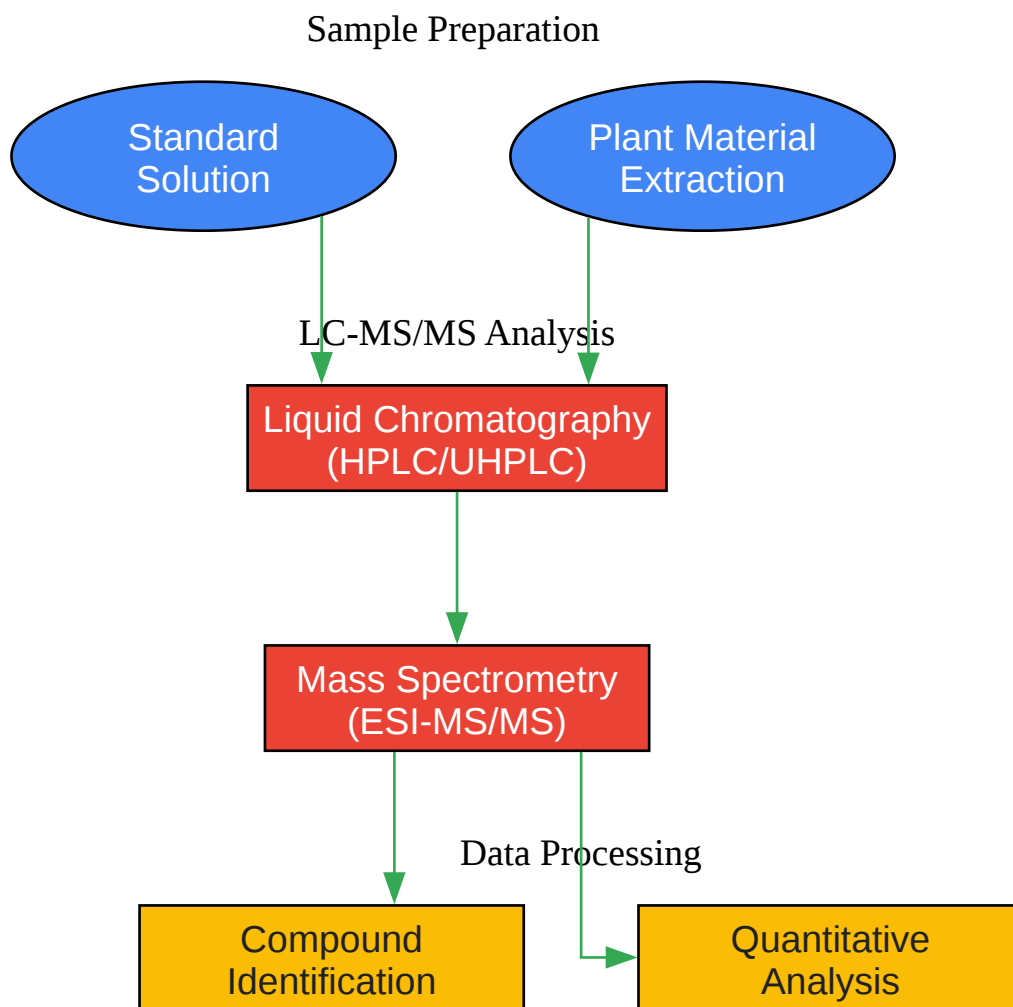 Sample Preparation
Standard
Solution
Plant Material
Extraction
LC-MS/MS Analysis
Liquid Chromatography
(HPLC/UHPLC)
Mass Spectrometry
(ESI-MS/MS)
Data Processing
Compound
Identification
Quantitative
Analysis